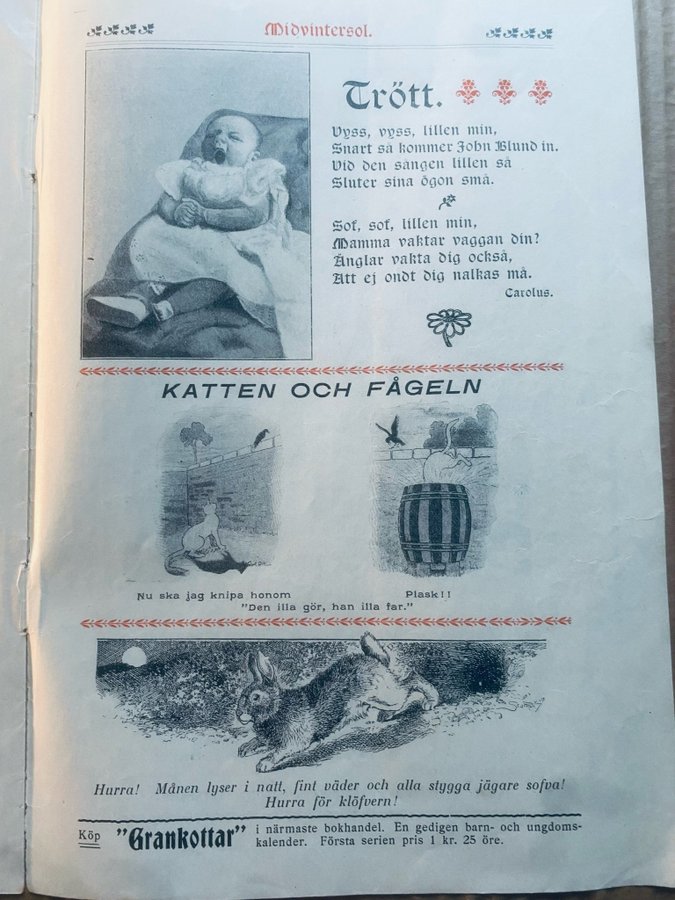 Midvintersol.
Trött.
Vyss, vyss, lillen min,
Snart så kommer John Blund in.
Vid den sången lillen så
Sluter sina ögon små.
Sof, sof, lillen min,
Mamma vaktar vaggan din?
Änglar vakta dig också,
Att ej ondt dig nalkas må.
Carolus.
KATTEN OCH FÅGELN
Nu ska jag knipa honom
Plask!!
"Den illa gör, han illa far."
Hurra! Månen lyser i natt, fint väder och alla stygga jägare sofva!
Hurra för klöfvern!
Köp "Grankottar" i närmaste bokhandel. En gedigen barn- och ungdoms-
kalender. Första serien pris 1 kr. 25 öre.